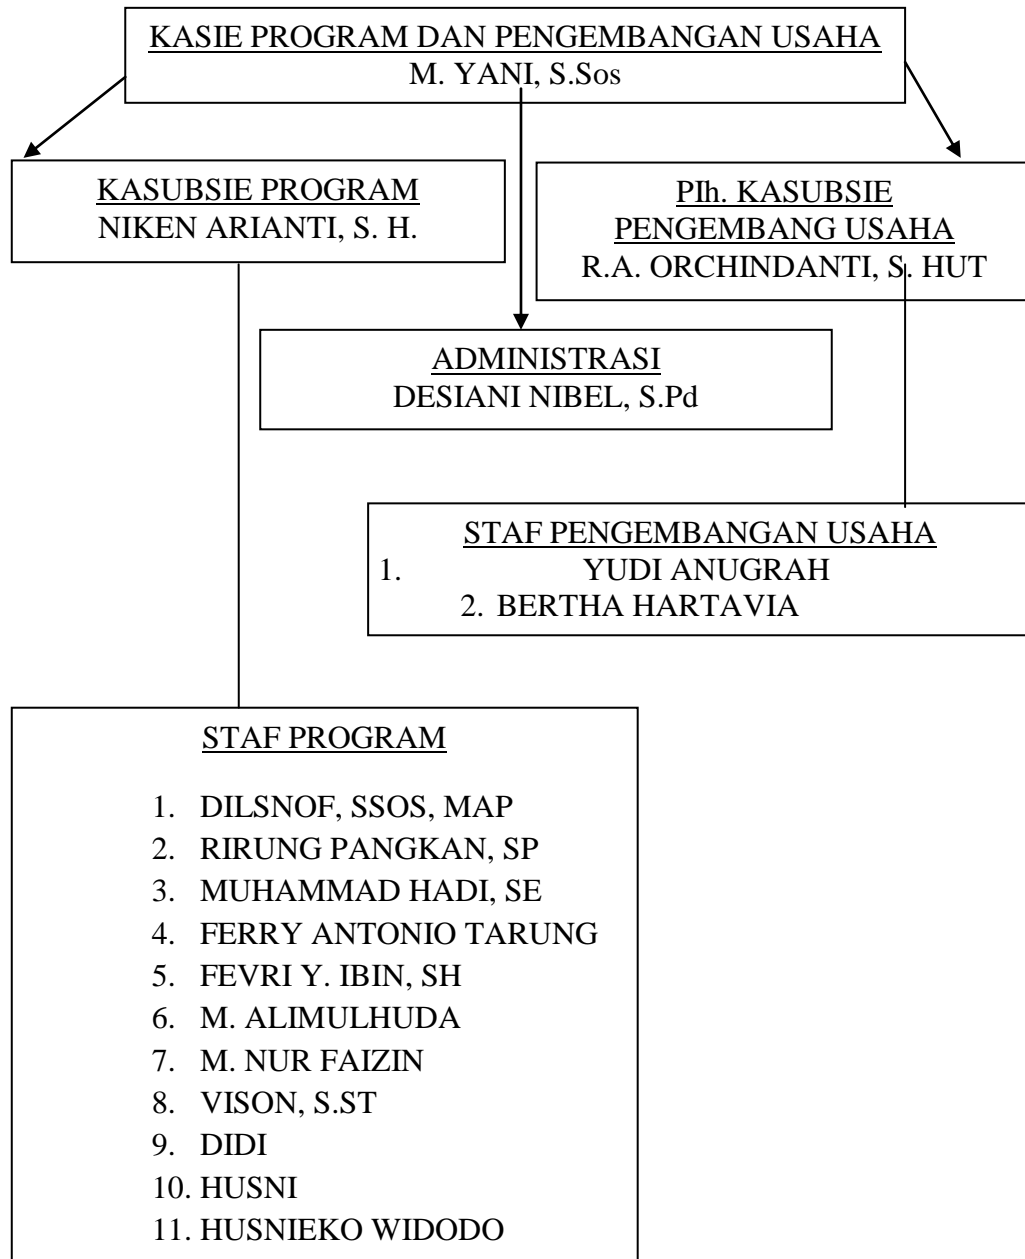 KASIE PROGRAM DAN PENGEMBANGAN USAHA
M. YANI, S.Sos
KASUBSIE PROGRAM
NIKEN ARIANTI, S. H.
PIh. KASUBSIE
PENGEMBANG USAHA
R.A. ORCHINDANTI, S. HUT
ADMINISTRASI
DESIANI NIBEL, S.Pd
STAF PENGEMBANGAN USAHA
1. YUDI ANUGRAH
2. BERTHA HARTAVIA
STAF PROGRAM
1. DILSNOF, SSOS, MAP
2. RIRUNG PANGKAN, SP
3. MUHAMMAD HADI, SE
4. FERRY ANTONIO TARUNG
5. FEVRI Y. IBIN, SH
6. M. ALIMULHUDA
7. M. NUR FAIZIN
8. VISON, S.ST
9. DIDI
10. HUSNI
11. HUSNIEKO WIDODO